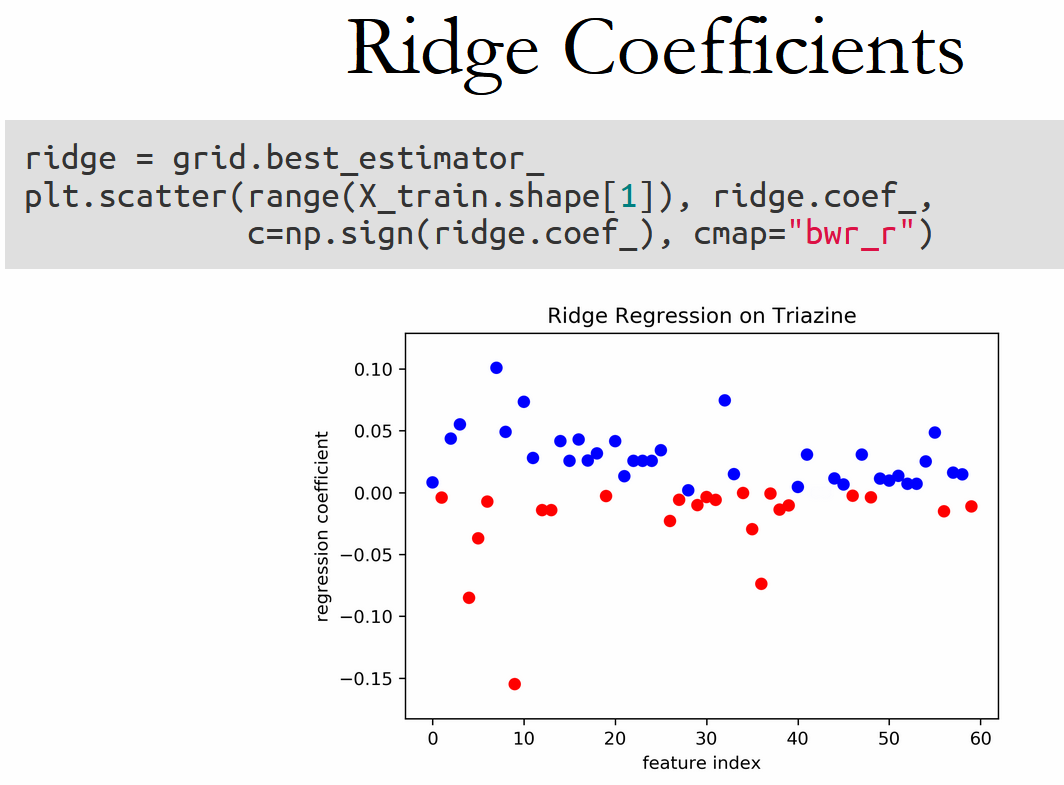 Ridge Coefficients
ridge = grid.best_estimator_
plt.scatter(range(X_train.shape[1]), ridge.coef_,
            c=np.sign(ridge.coef_), cmap="bwr_r")
Ridge Regression on Triazine
regression coefficient
0.10
0.05
0.00
−0.05
−0.10
−0.15
0 10 20 30 40 50 60
feature index